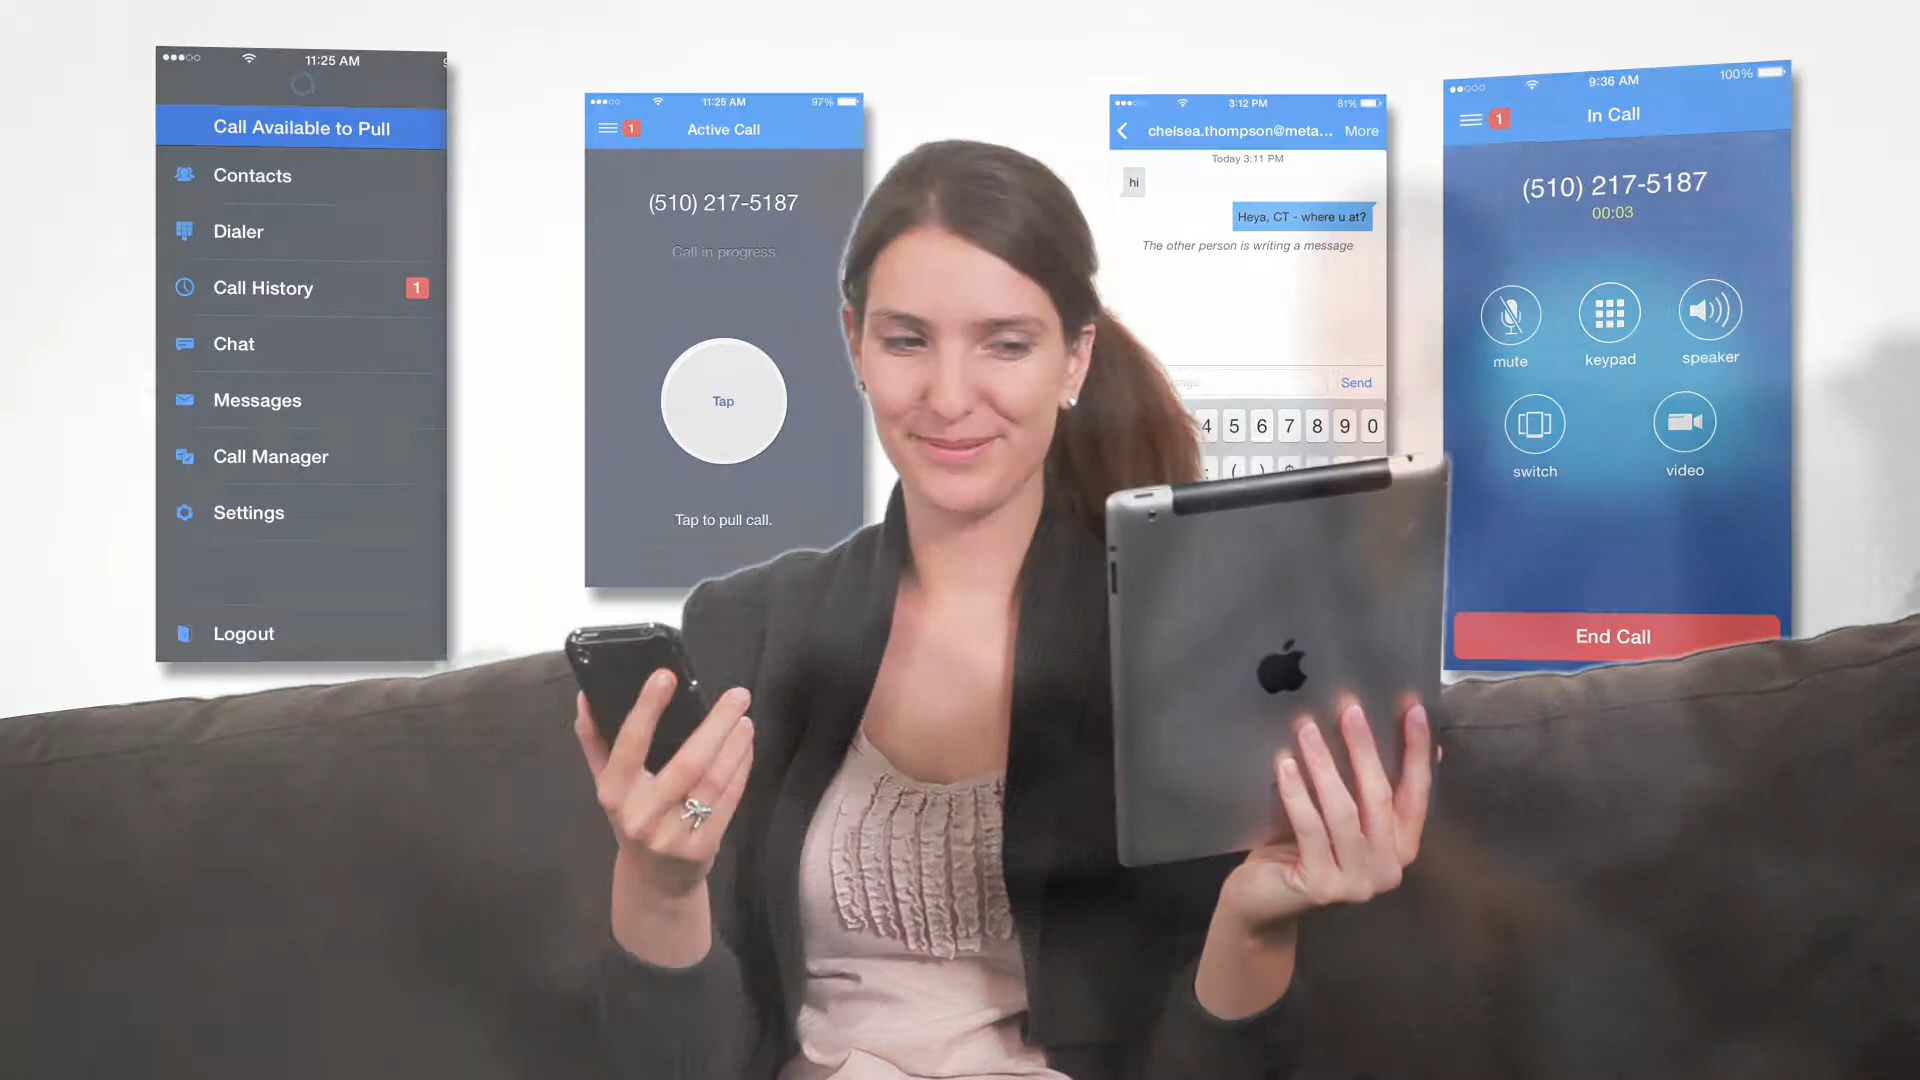 11:25 AM
Call Available to Pull
Contacts
Dialer
Call History 1
Chat
Messages
Call Manager
Settings
Logout
11:25 AM 97%
1 Active Call
(510) 217-5187
Call in progress
Tap
Tap to pull call.
3:12 PM 81%
chelsea.thompson@meta... More
Today 3:11 PM
hi
Heya, CT - where u at?
The other person is writing a message
Send
4 5 6 7 8 9 0
: ( ) $
9:36 AM 100%
1 In Call
(510) 217-5187
00:03
mute keypad speaker
switch video
End Call